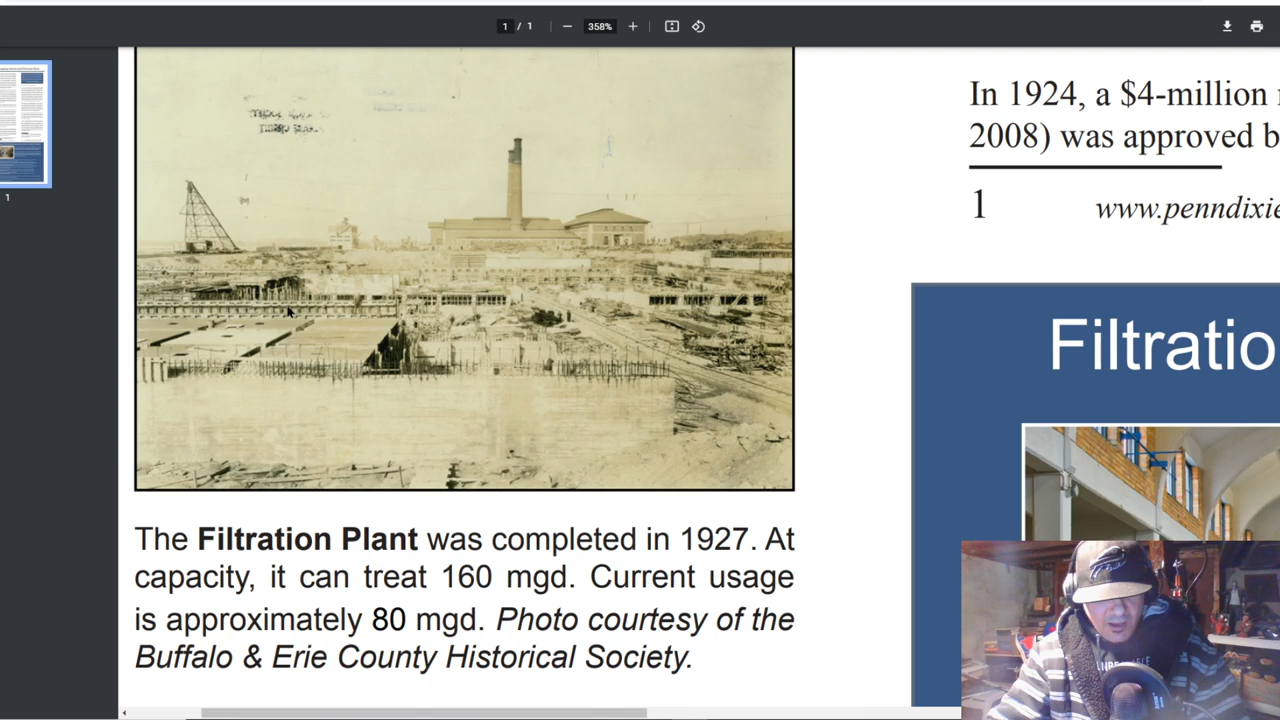 1 / 1
358%
1
The Filtration Plant was completed in 1927. At
capacity, it can treat 160 mgd. Current usage
is approximately 80 mgd. Photo courtesy of the
Buffalo & Erie County Historical Society.
In 1924, a $4-million
2008) was approved b
1 www.penndixie
Filtratio